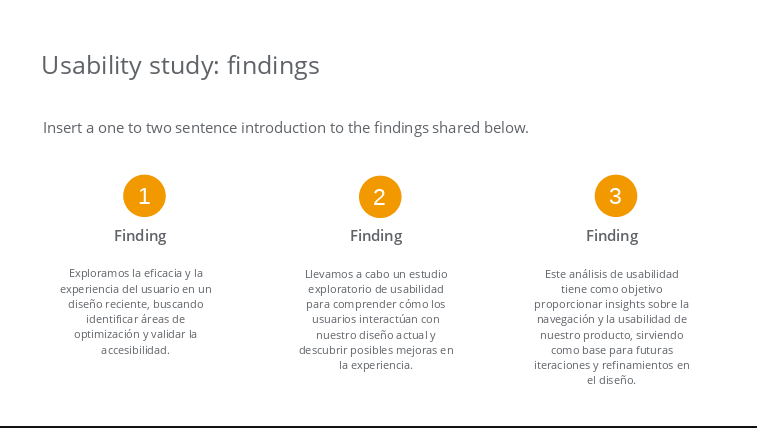 Usability study: findings
Insert a one to two sentence introduction to the findings shared below.
1
Finding
Exploramos la eficacia y la
experiencia del usuario en un
diseño reciente, buscando
identificar áreas de
optimización y validar la
accesibilidad.
2
Finding
Llevamos a cabo un estudio
exploratorio de usabilidad
para comprender cómo los
usuarios interactúan con
nuestro diseño actual y
descubrir posibles mejoras en
la experiencia.
3
Finding
Este análisis de usabilidad
tiene como objetivo
proporcionar insights sobre la
navegación y la usabilidad de
nuestro producto, sirviendo
como base para futuras
iteraciones y refinamientos en
el diseño.